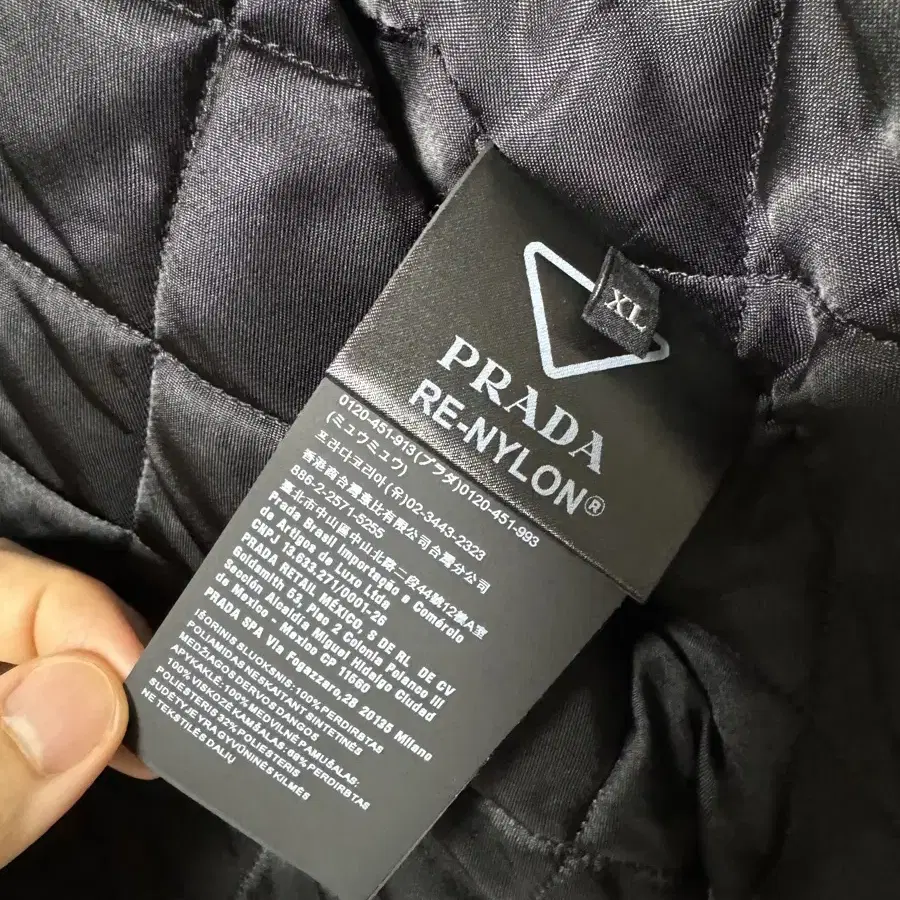 XL
PRADA
RE-NYLON®
0120-451-913(プラダ)0120-451-993
(ミュウミュウ)
프라다코리아(유)02-3443-2323
香港商台灣普比有限公司台灣分公司
886-2-2571-5255
臺北市中山區中山北路二段44號12樓A室
Prada Brasil Importação e Comércio
de Artigos de Luxo Ltda
CNPJ 13.633.271/0001-26
PRADA RETAIL MÉXICO, S DE RL DE CV
Goldsmith 53, Piso 2 Colonia Polanco III
Sección Alcaldía Miguel Hidalgo Ciudad
de Mexico - Mexico CP 11560
PRADA SPA Via Fogazzaro,28 20135 Milano
IŠORINIS SLUOKSNIS: 100% PERDIRBTAS
POLIAMIDAS NESKAITANT SINTETINĖS
MEDŽIAGOS DERVOS DANGOS
100% VISKOZĖ KAMŠALAS: 68% PERDIRBTAS
POLIESTERIS 32% POLIESTERIS
APKAKLĖ: 100% MEDVILNĖ PAMUŠALAS:
SUDĖTYJE YRA GYVŪNINĖS KILMĖS
NE TEKSTILĖS DALIŲ